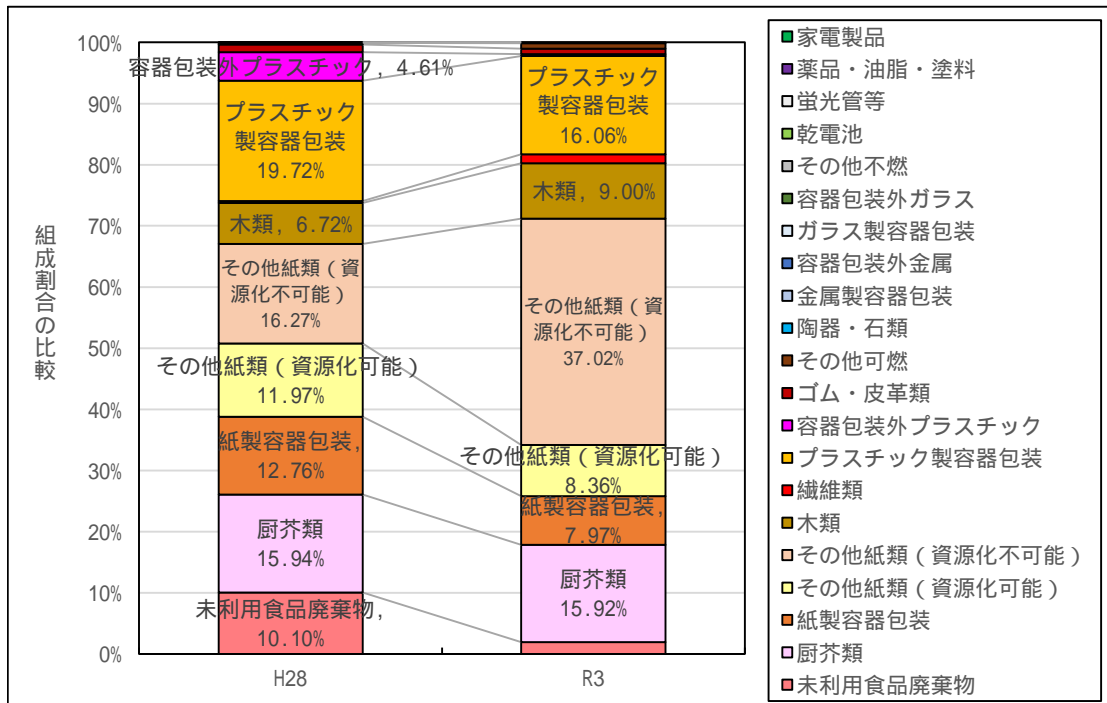 組成割合の比較
100%
90%
80%
70%
60%
50%
40%
30%
20%
10%
0%
容器包装外プラスチック, 4.61%
プラスチック
製容器包装
19.72%
木類, 6.72%
その他紙類（資
源化不可能）
16.27%
その他紙類（資源化可能）
11.97%
紙製容器包装,
12.76%
厨芥類
15.94%
未利用食品廃棄物,
10.10%
H28
プラスチック
製容器包装
16.06%
木類, 9.00%
その他紙類（資
源化不可能）
37.02%
その他紙類（資源化可能）
8.36%
紙製容器包装,
7.97%
厨芥類
15.92%
R3
家電製品
薬品・油脂・塗料
蛍光管等
乾電池
その他不燃
容器包装外ガラス
ガラス製容器包装
容器包装外金属
金属製容器包装
陶器・石類
その他可燃
ゴム・皮革類
容器包装外プラスチック
プラスチック製容器包装
繊維類
木類
その他紙類（資源化不可能）
その他紙類（資源化可能）
紙製容器包装
厨芥類
未利用食品廃棄物